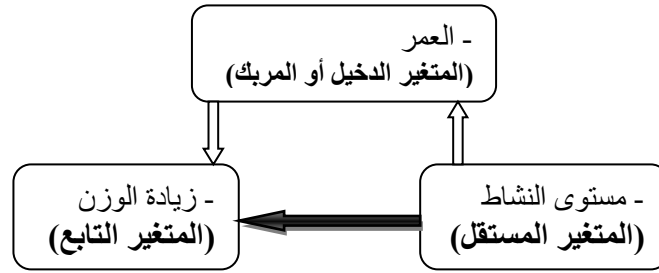 - العمر
(المتغير الدخيل أو المربك)
- مستوى النشاط
(المتغير المستقل)
- زيادة الوزن
(المتغير التابع)